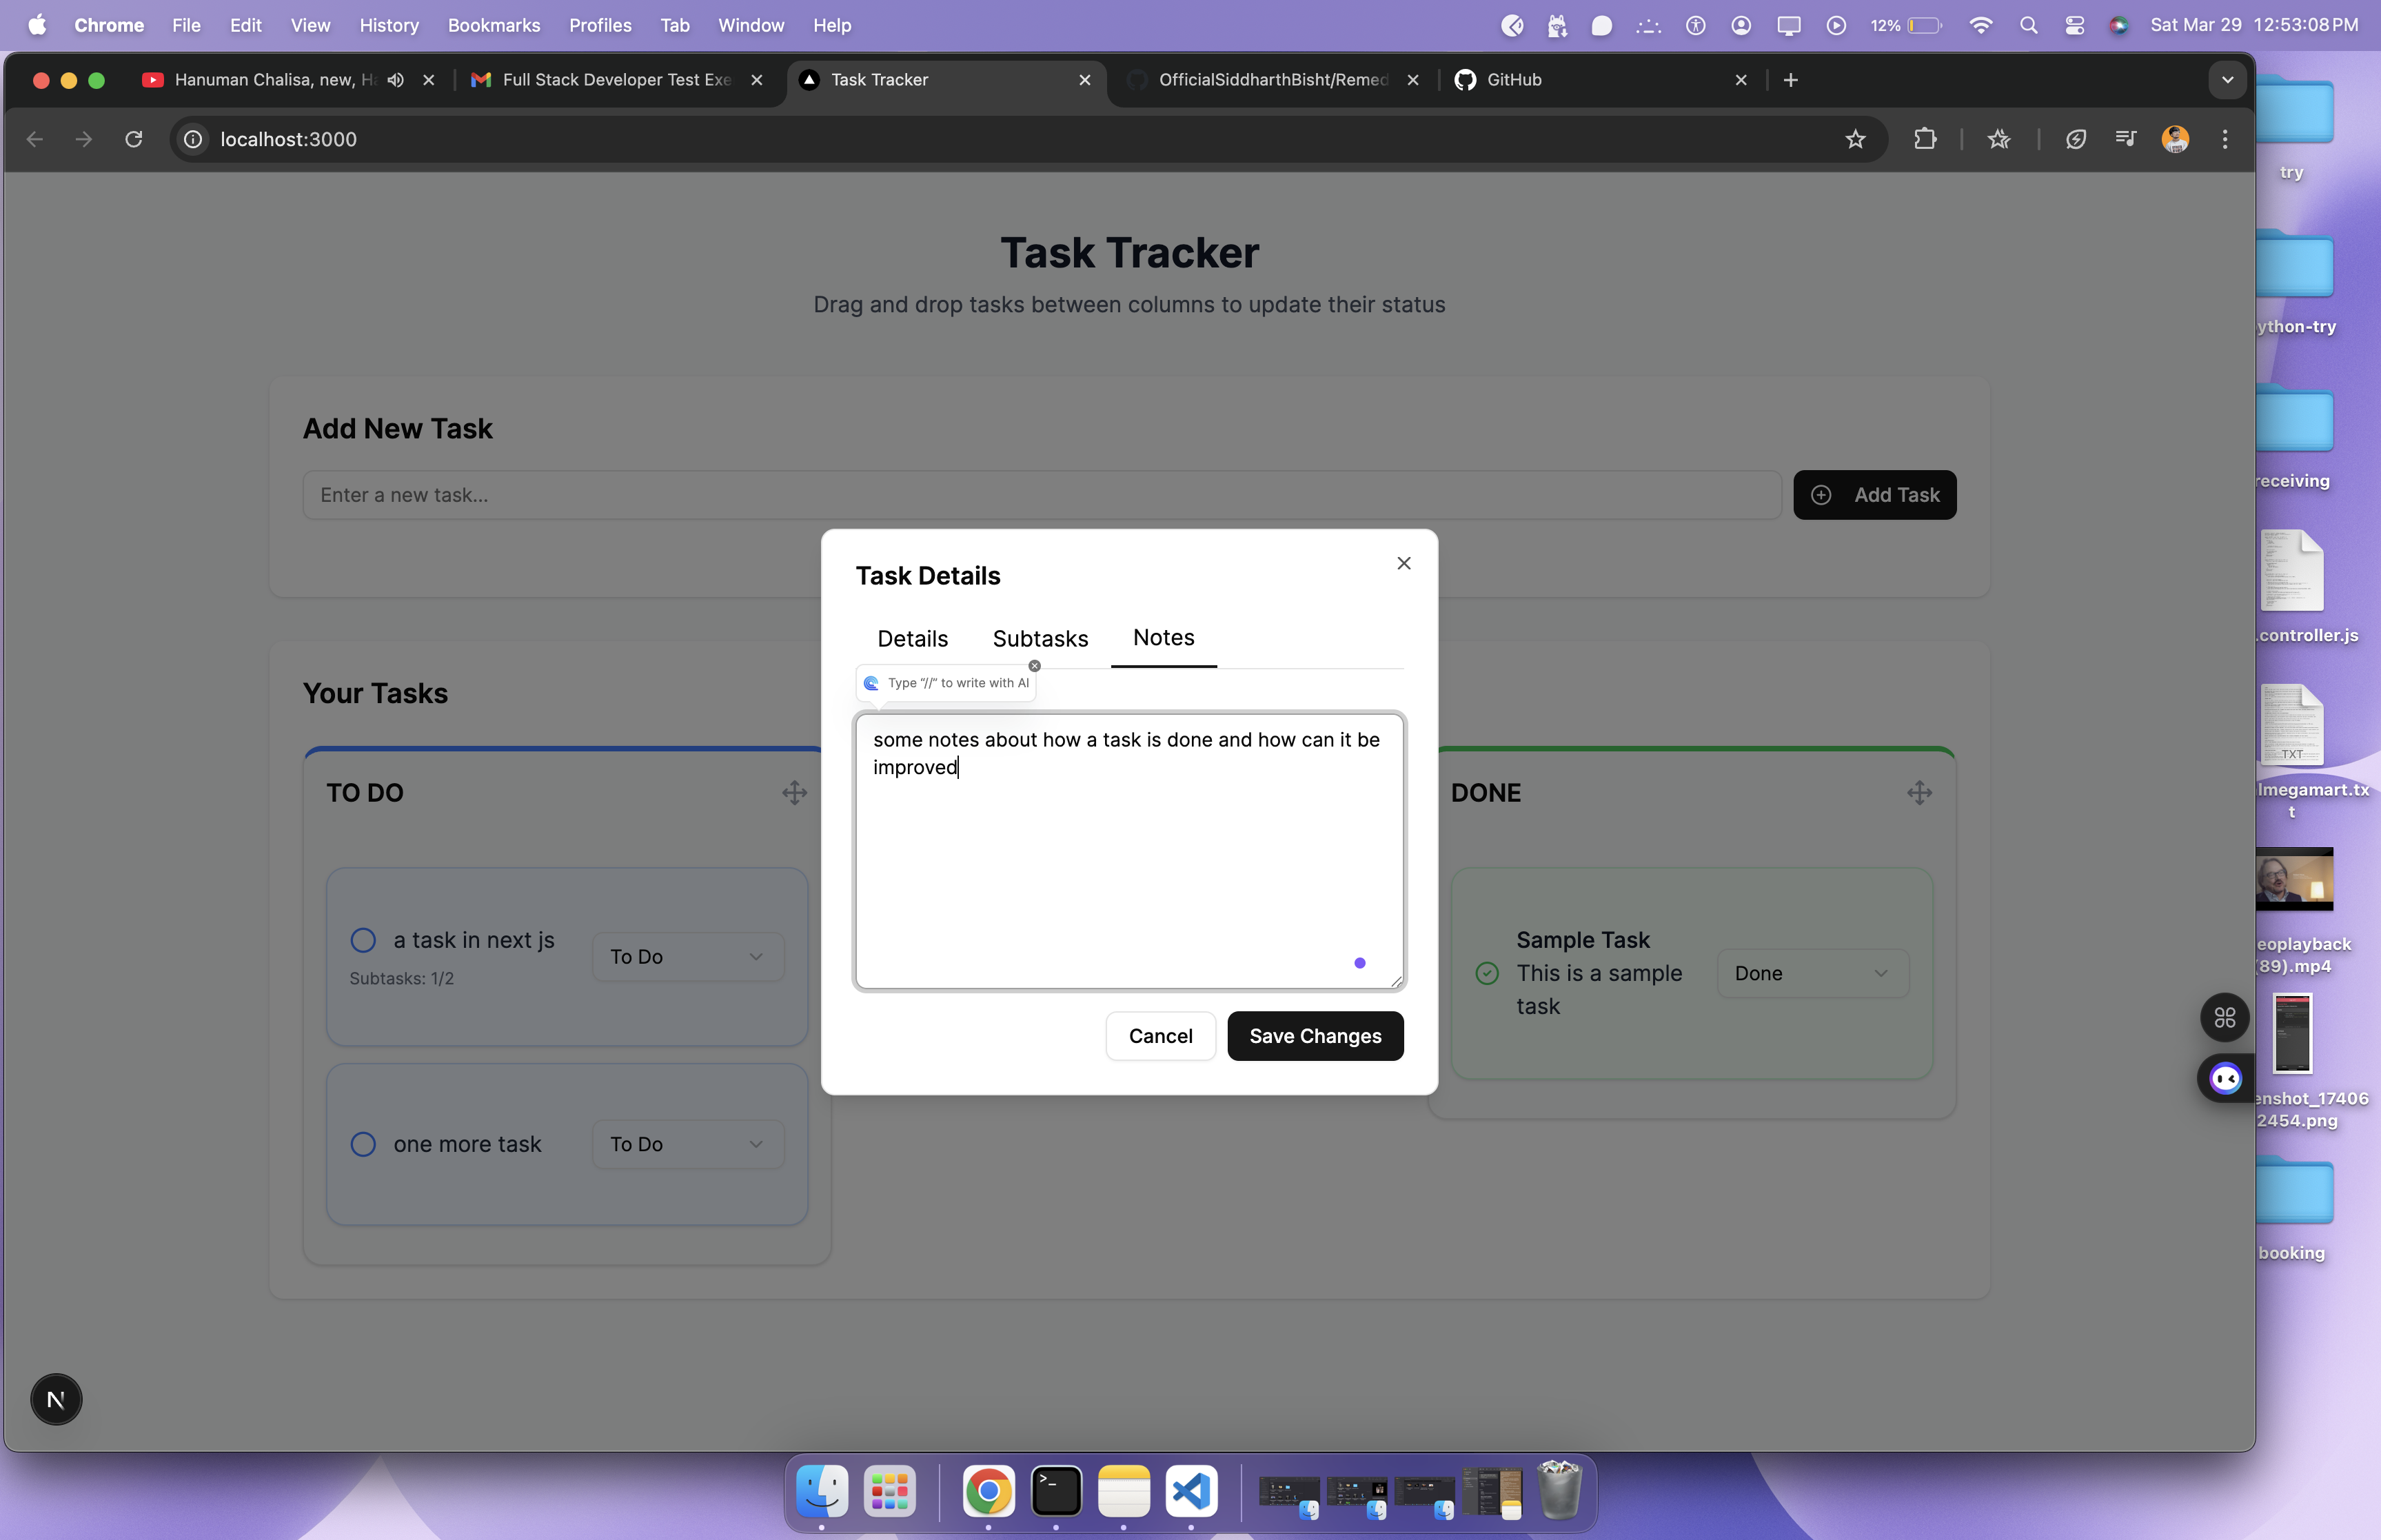 Chrome File Edit View History Bookmarks Profiles Tab Window Help 12% Sat Mar 29 12:53:08 PM
Hanuman Chalisa, new, Ha
Full Stack Developer Test Exe
Task Tracker
OfficialSiddharthBisht/Remed
GitHub
localhost:3000
Task Tracker
Drag and drop tasks between columns to update their status
Add New Task
Enter a new task...
Add Task
Your Tasks
TO DO
a task in next js
Subtasks: 1/2
To Do
one more task
To Do
Task Details
Details Subtasks Notes
Type "//" to write with AI
some notes about how a task is done and how can it be
improved
Cancel Save Changes
DONE
Sample Task
This is a sample
task
Done
N
try
ython-try
receiving
.controller.js
TXT
lmegamart.tx
t
eoplayback
(89).mp4
enshot_17406
2454.png
booking